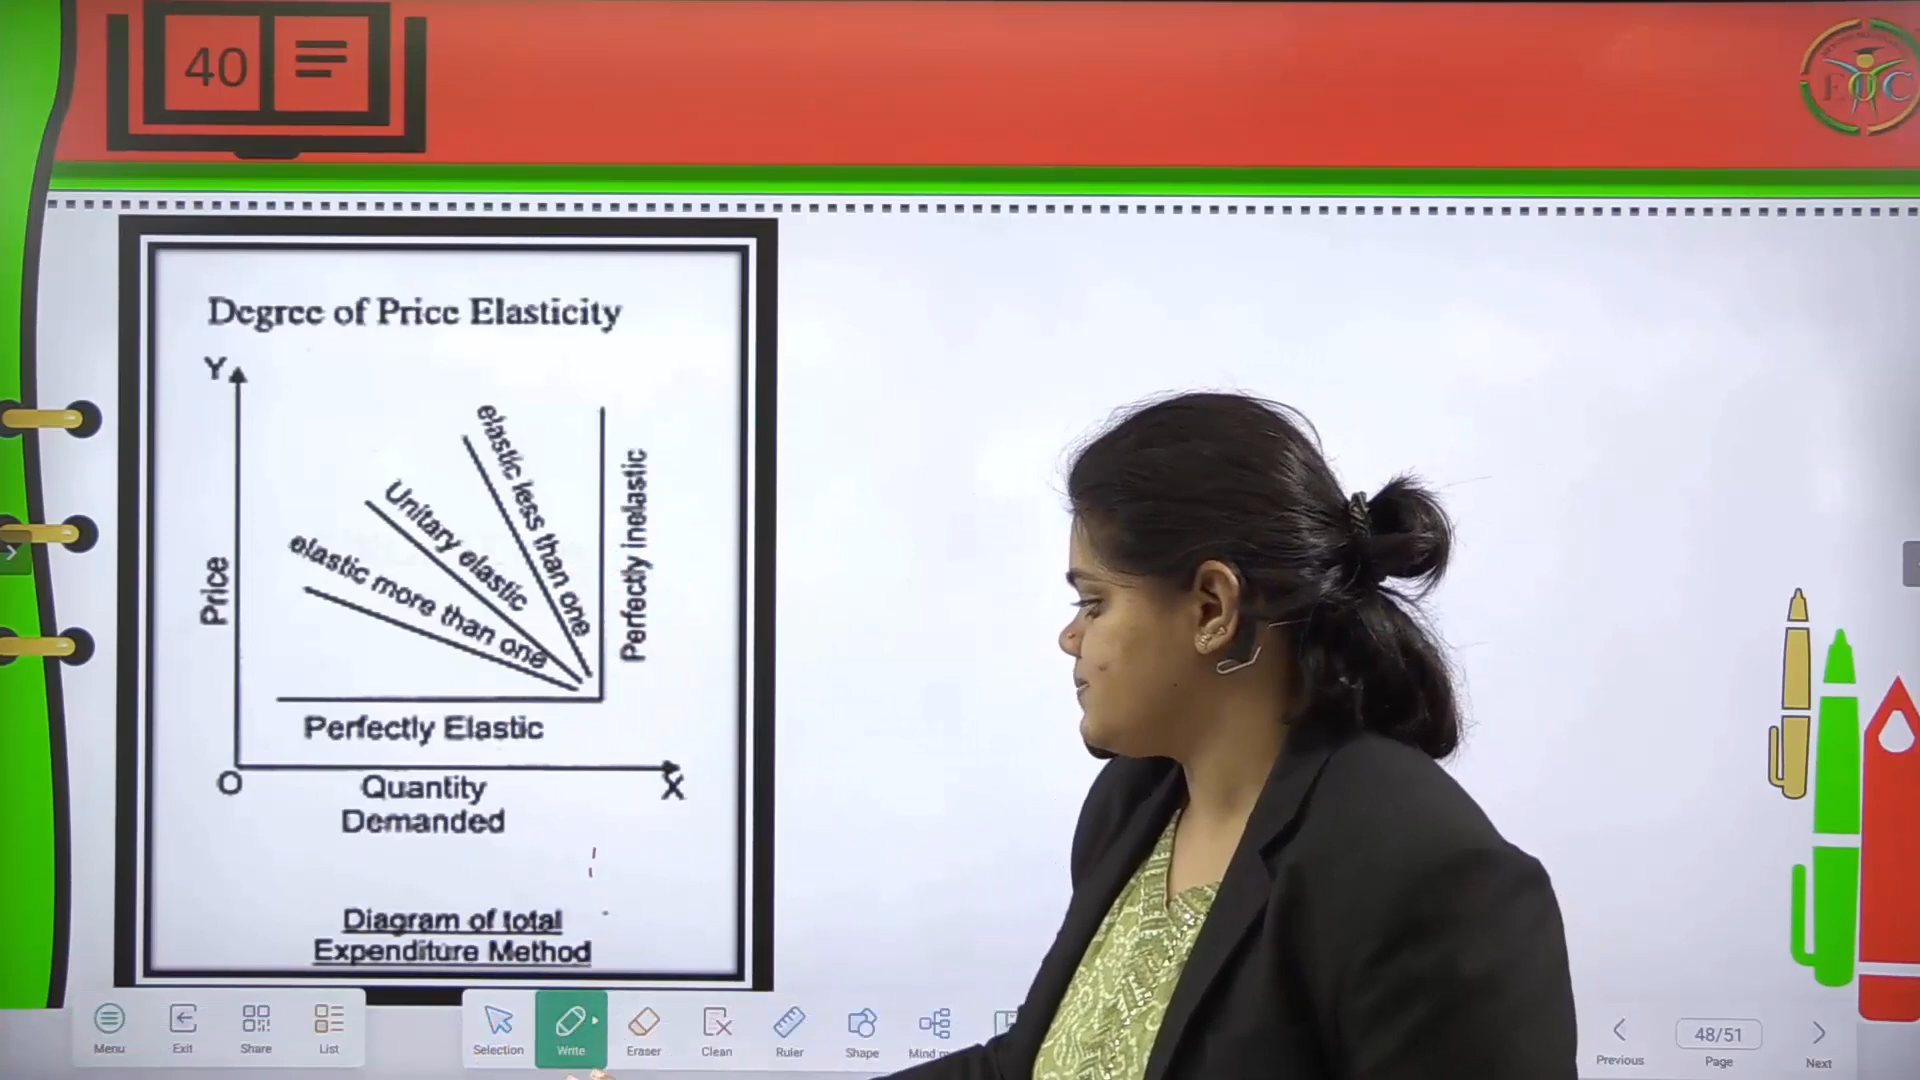 40
EUC
Degree of Price Elasticity
Y
elastic less than one
Unitary elastic
elastic more than one
Perfectly inelastic
Price
Perfectly Elastic
O
X
Quantity
Demanded
Diagram of total
Expenditure Method
Menu
Exit
Share
List
Selection
Write
Eraser
Clean
Ruler
Shape
Mind
Previous
48/51
Page
Next